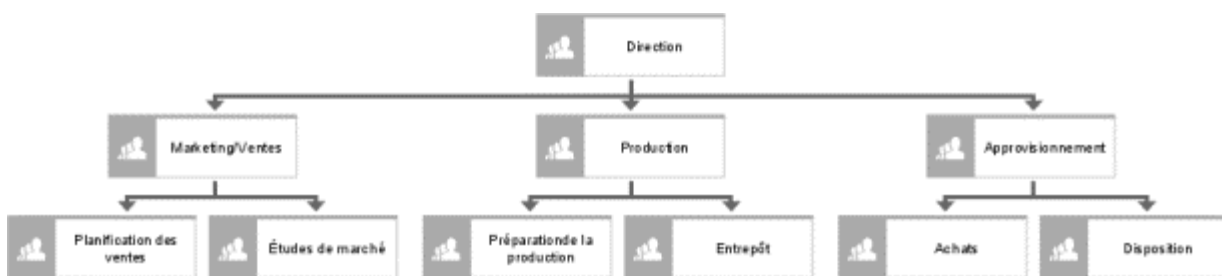 Direction
Marketing/Ventes
Production
Approvisionnement
Planification des
ventes
Études de marché
Préparationde la
production
Entrepôt
Achats
Disposition